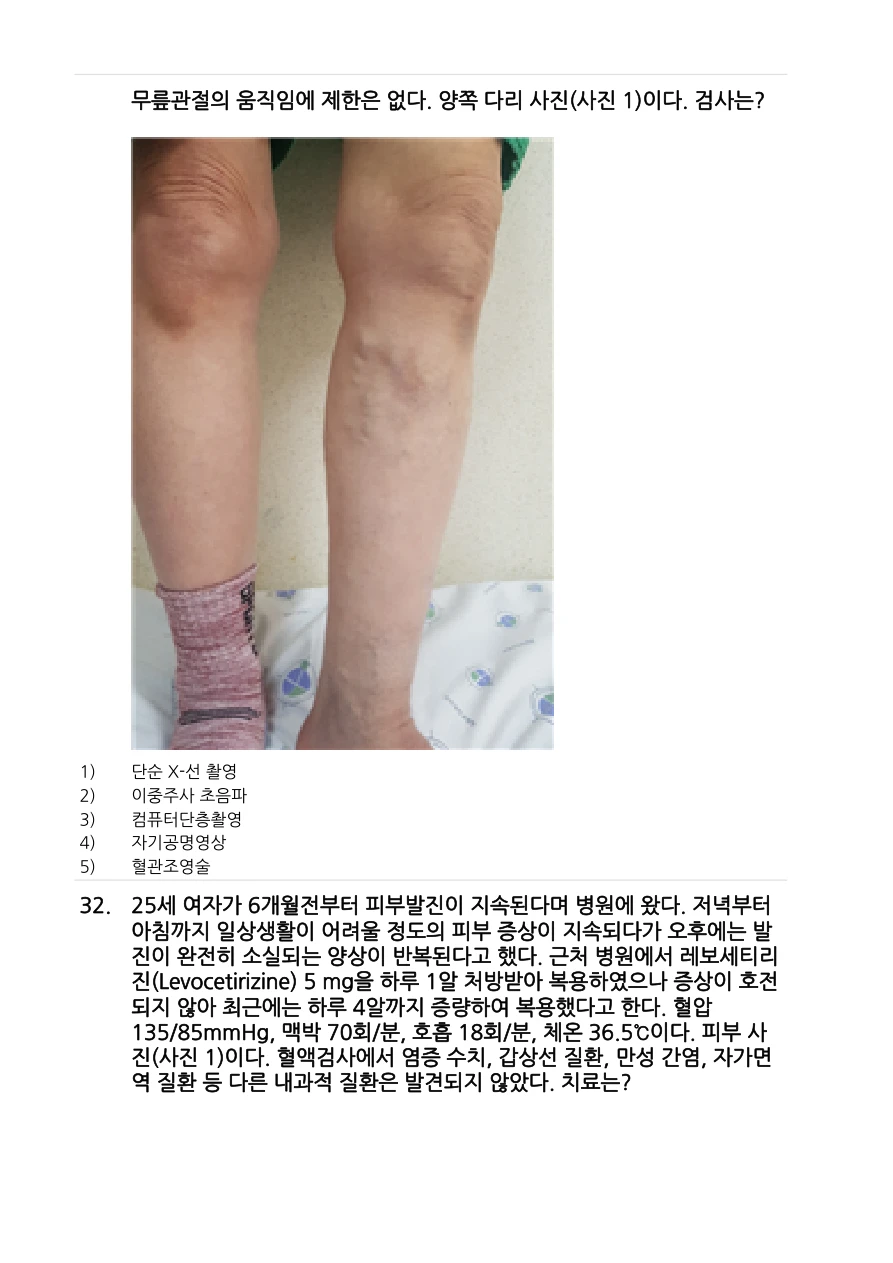 무릎관절의 움직임에 제한은 없다. 양쪽 다리 사진(사진 1)이다. 검사는?
1) 단순 X-선 촬영
2) 이중주사 초음파
3) 컴퓨터단층촬영
4) 자기공명영상
5) 혈관조영술
32. 25세 여자가 6개월전부터 피부발진이 지속된다며 병원에 왔다. 저녁부터
아침까지 일상생활이 어려울 정도의 피부 증상이 지속되다가 오후에는 발
진이 완전히 소실되는 양상이 반복된다고 했다. 근처 병원에서 레보세티리
진(Levocetirizine) 5 mg을 하루 1알 처방받아 복용하였으나 증상이 호전
되지 않아 최근에는 하루 4알까지 증량하여 복용했다고 한다. 혈압
135/85mmHg, 맥박 70회/분, 호흡 18회/분, 체온 36.5℃이다. 피부 사
진(사진 1)이다. 혈액검사에서 염증 수치, 갑상선 질환, 만성 간염, 자가면
역 질환 등 다른 내과적 질환은 발견되지 않았다. 치료는?